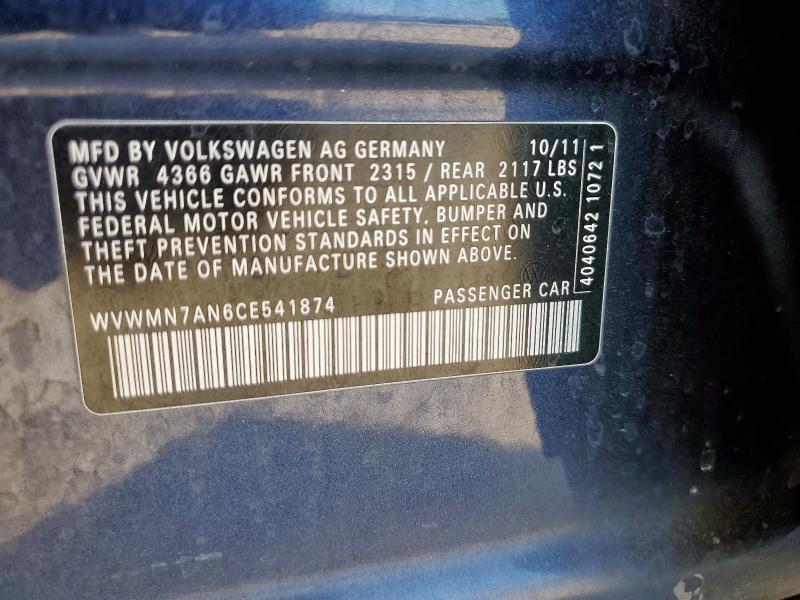 MFD BY VOLKSWAGEN AG GERMANY 10/11
GVWR 4366 GAWR FRONT 2315 / REAR 2117 LBS
THIS VEHICLE CONFORMS TO ALL APPLICABLE U.S.
FEDERAL MOTOR VEHICLE SAFETY, BUMPER AND
THEFT PREVENTION STANDARDS IN EFFECT ON
THE DATE OF MANUFACTURE SHOWN ABOVE.
WVWMN7AN6CE541874 PASSENGER CAR
4040642 1072 1